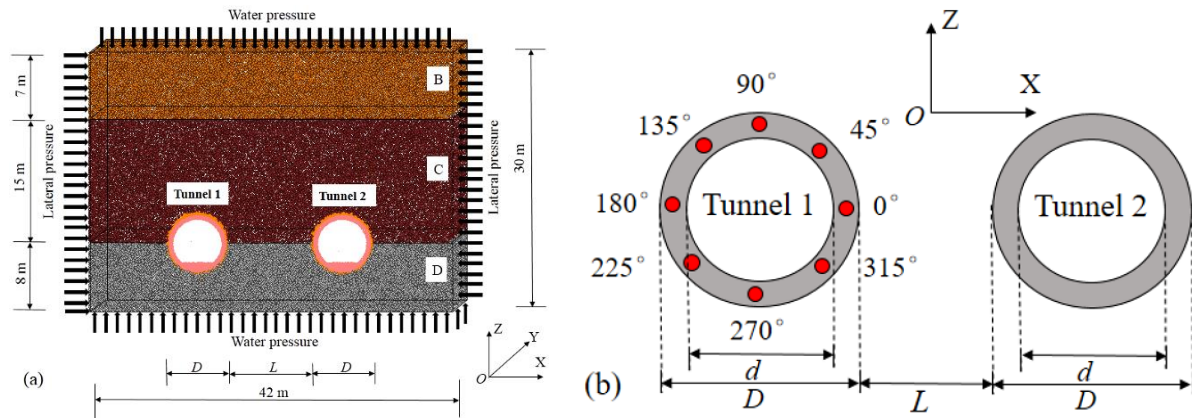 Water pressure
7 m
15 m
8 m
Lateral pressure
B
C
D
Tunnel 1
Tunnel 2
Lateral pressure
30 m
Water pressure
D
L
D
42 m
Z
Y
X
O
(a)
Z
X
O
90°
135°
45°
180°
Tunnel 1
0°
Tunnel 2
225°
315°
270°
d
D
L
d
D
(b)